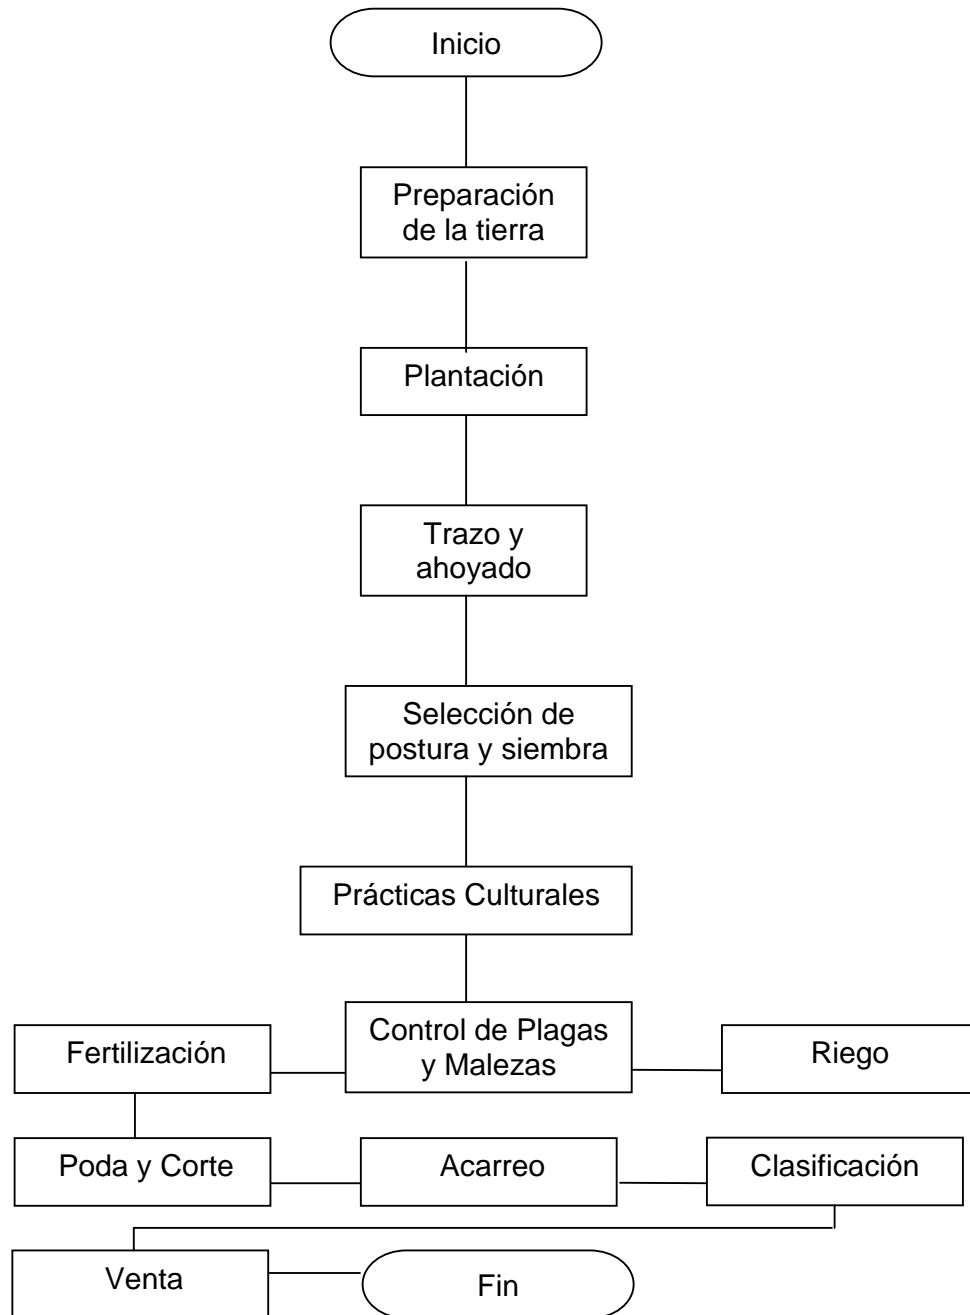 Inicio
Preparación
de la tierra
Plantación
Trazo y
ahoyado
Selección de
postura y siembra
Prácticas Culturales
Control de Plagas
y Malezas
Fertilización
Riego
Poda y Corte
Acarreo
Clasificación
Venta
Fin